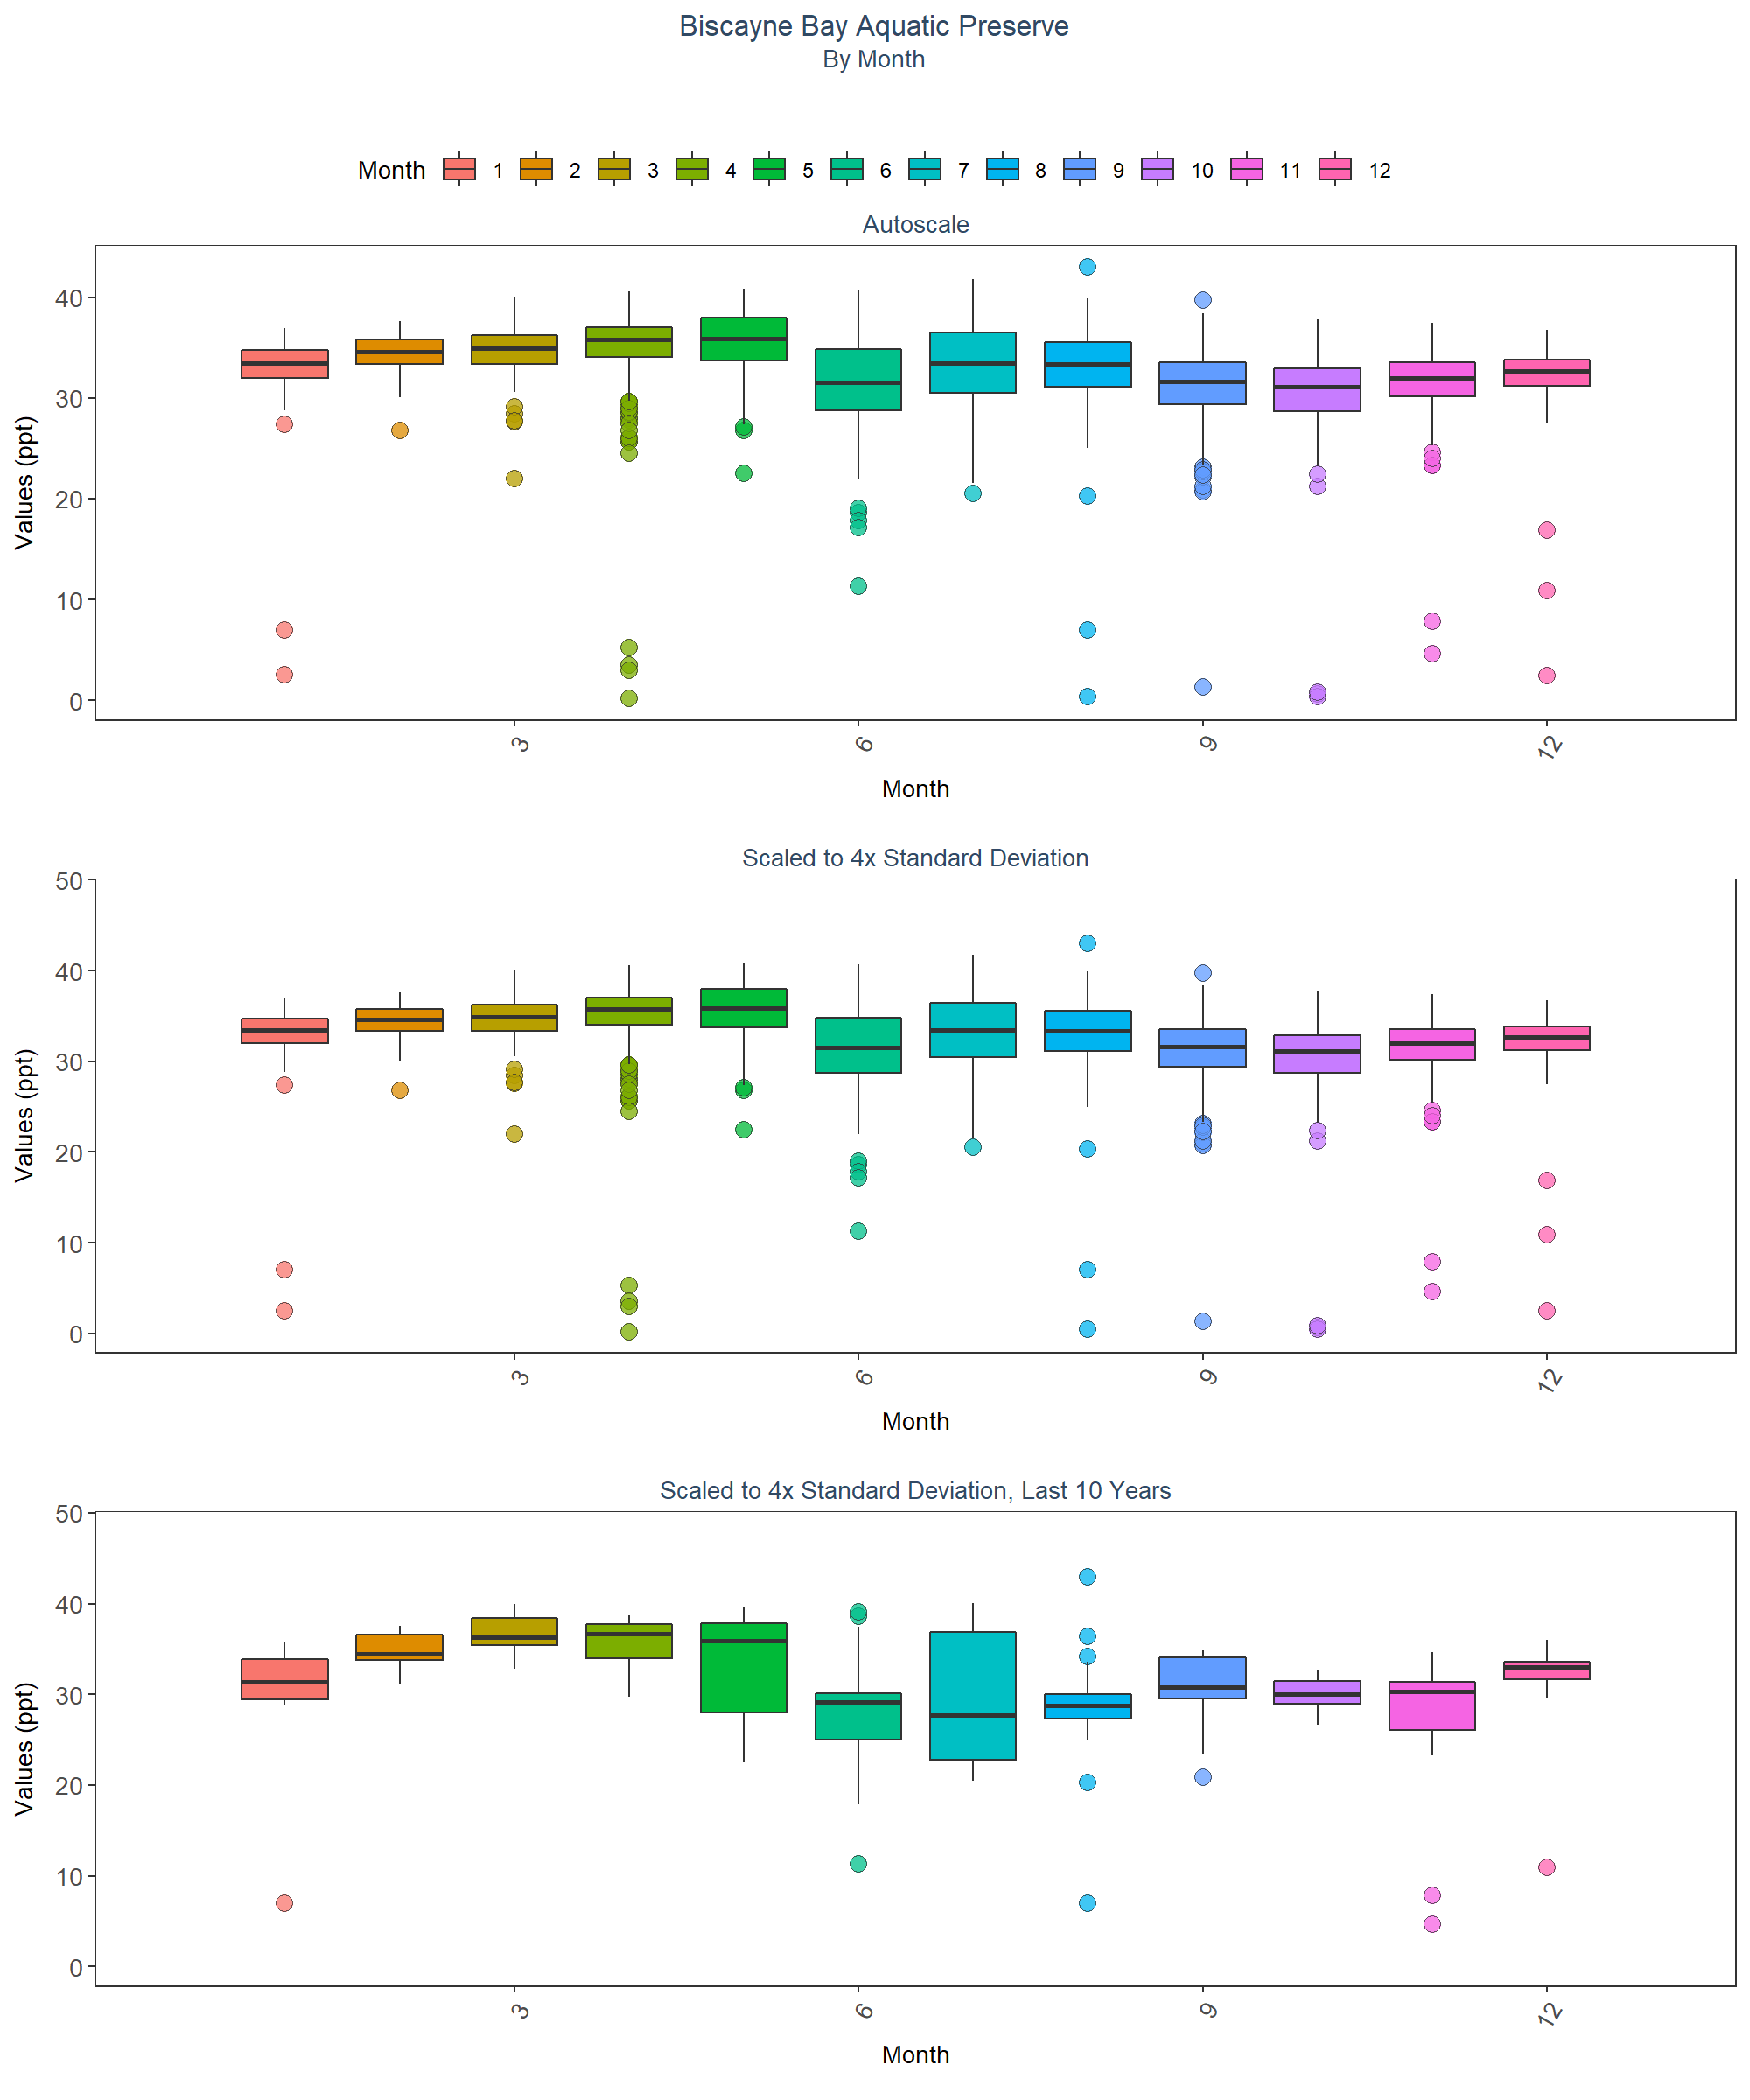 Biscayne Bay Aquatic Preserve
By Month
Month 1 2 3 4 5 6 7 8 9 10 11 12
Autoscale
Values (ppt)
40
30
20
10
0
3 6 9 12
Month
Scaled to 4x Standard Deviation
Values (ppt)
50
40
30
20
10
0
3 6 9 12
Month
Scaled to 4x Standard Deviation, Last 10 Years
Values (ppt)
50
40
30
20
10
0
3 6 9 12
Month